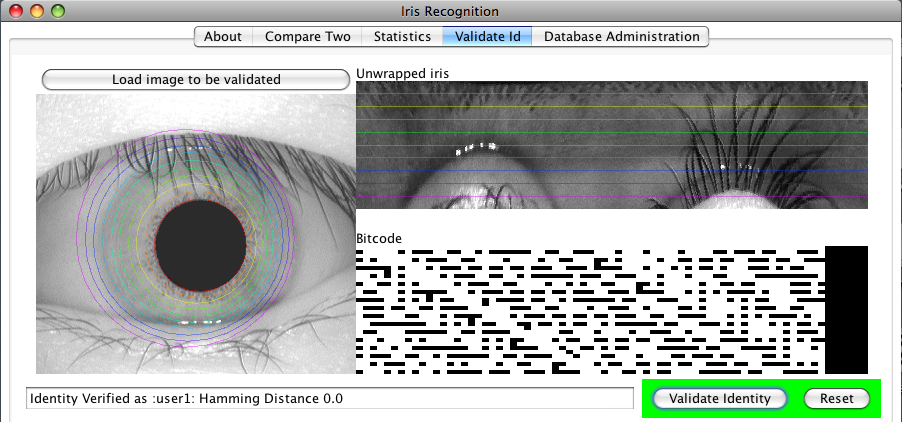 Iris Recognition
About Compare Two Statistics Validate Id Database Administration
Load image to be validated
Unwrapped iris
Bitcode
Identity Verified as :user1: Hamming Distance 0.0
Validate Identity Reset